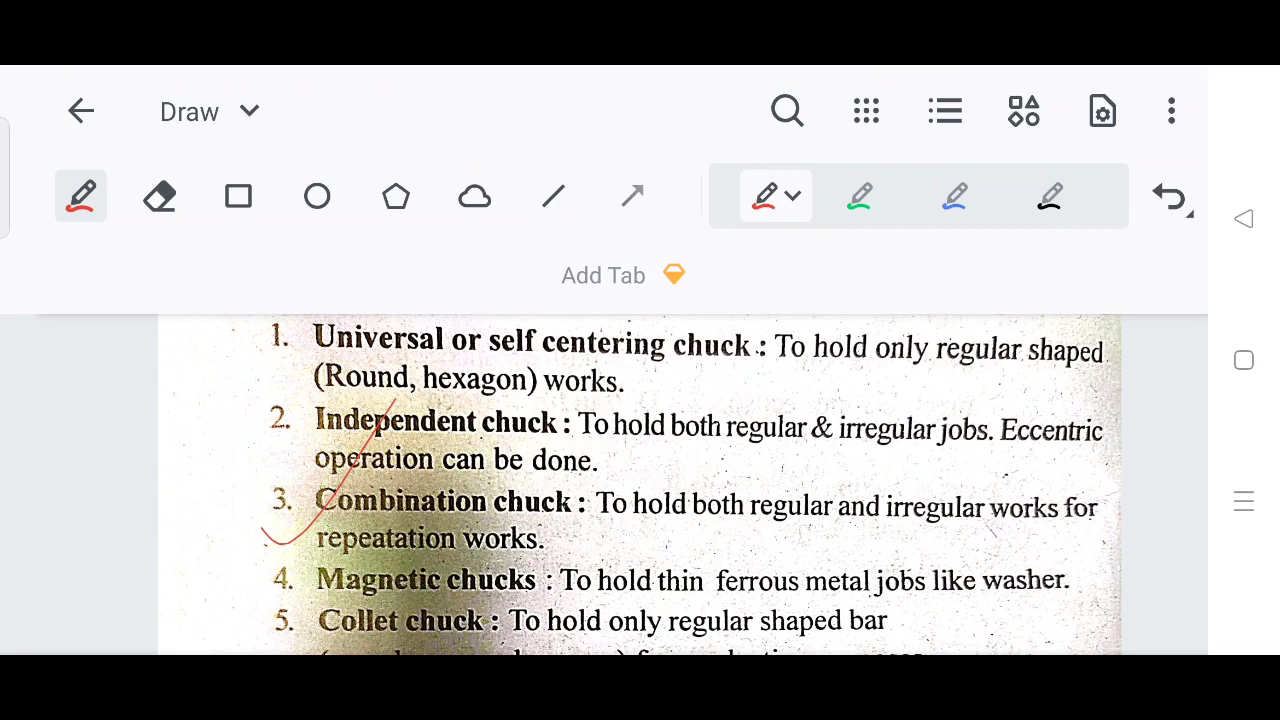 Draw
Add Tab
1. Universal or self centering chuck : To hold only regular shaped
(Round, hexagon) works.
2. Independent chuck : To hold both regular & irregular jobs. Eccentric
operation can be done.
3. Combination chuck : To hold both regular and irregular works for
repeatation works.
4. Magnetic chucks : To hold thin ferrous metal jobs like washer.
5. Collet chuck : To hold only regular shaped bar